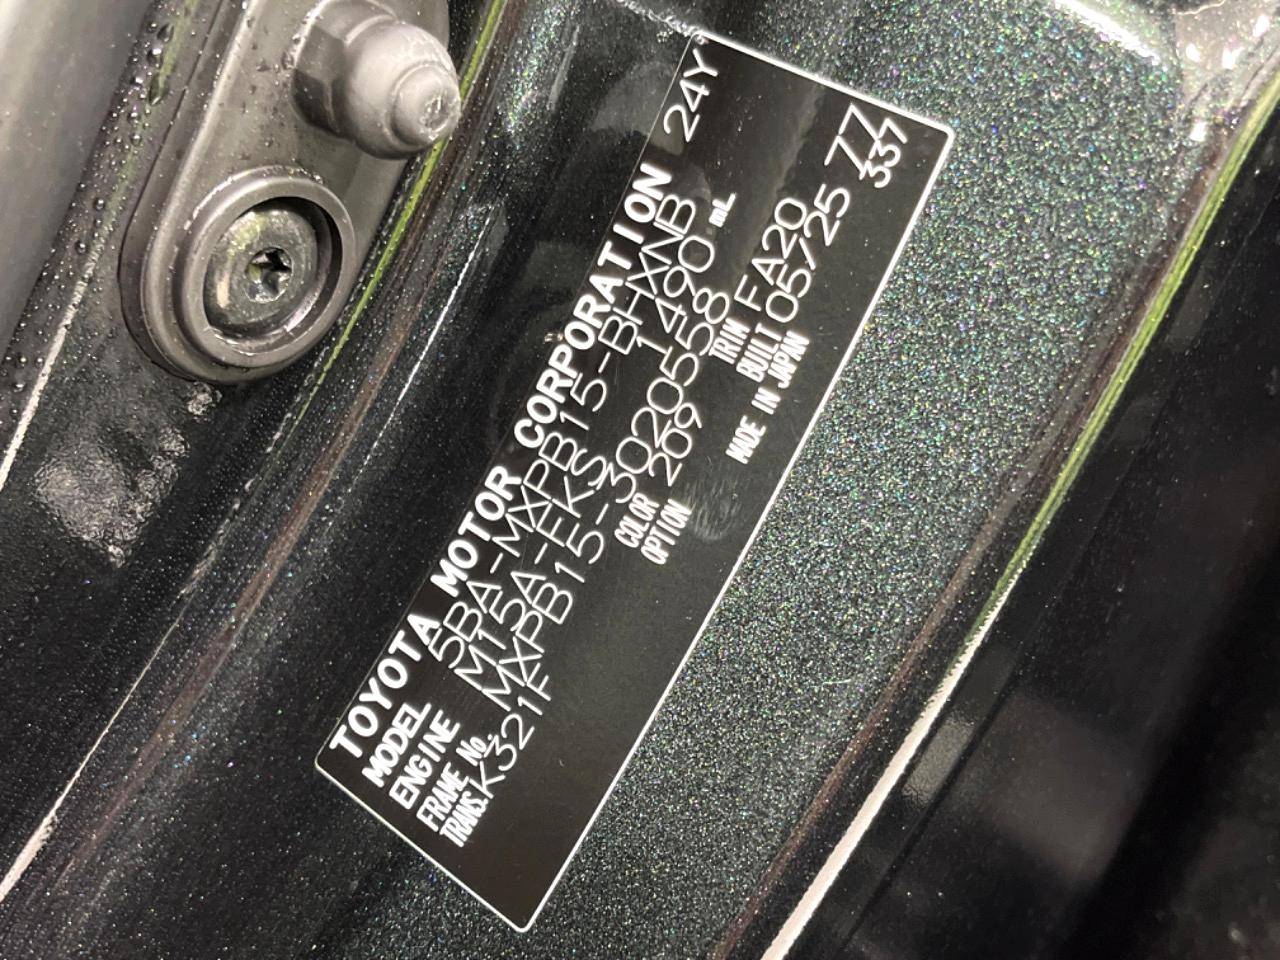 TOYOTA MOTOR CORPORATION 24Y
MODEL 5BA-MXPB15-BHXNB
ENGINE M15A-FKS 1490 mL
FRAME No. MXPB15-3020558
TRANS. K321F COLOR 209 TRIN FA20 ZZ
OPTION BUILT 05/25 337
MADE IN JAPAN